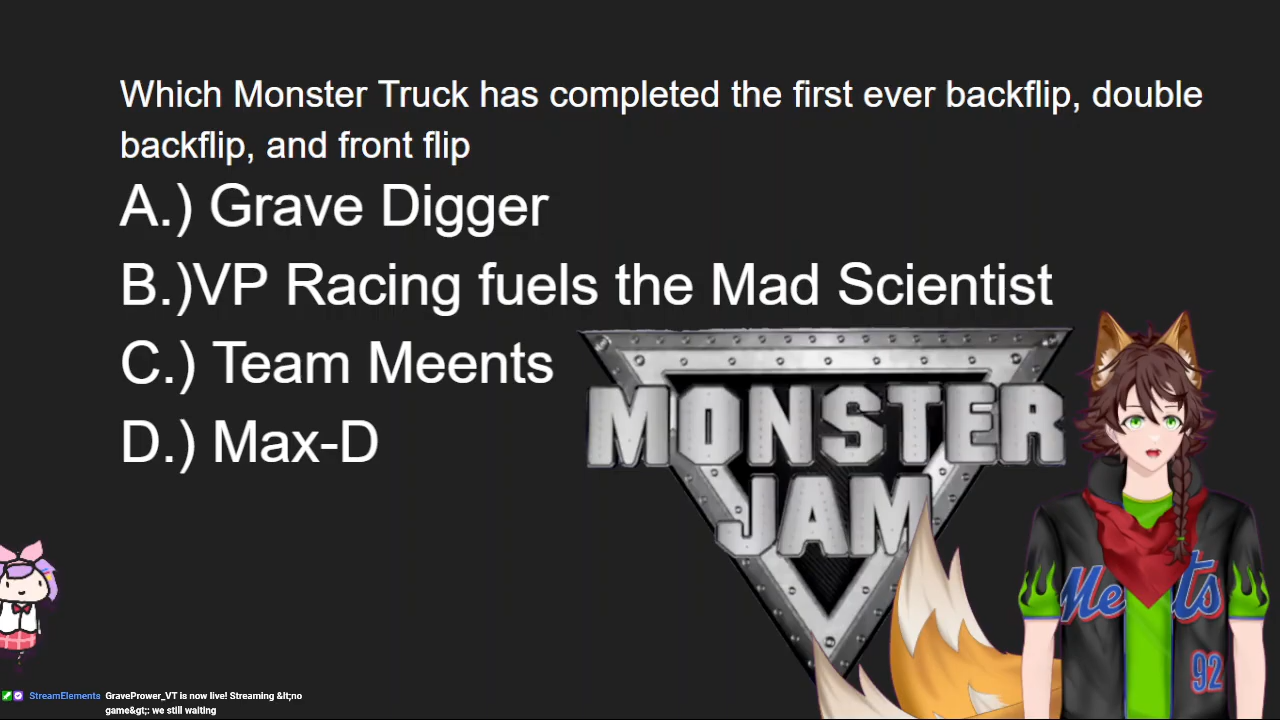 Which Monster Truck has completed the first ever backflip, double
backflip, and front flip
A.) Grave Digger
B.)VP Racing fuels the Mad Scientist
C.) Team Meents
D.) Max-D
MONSTER
JAM
Me ts
92
StreamElements GravePrower_VT is now live! Streaming &lt;no
game&gt;: we still waiting